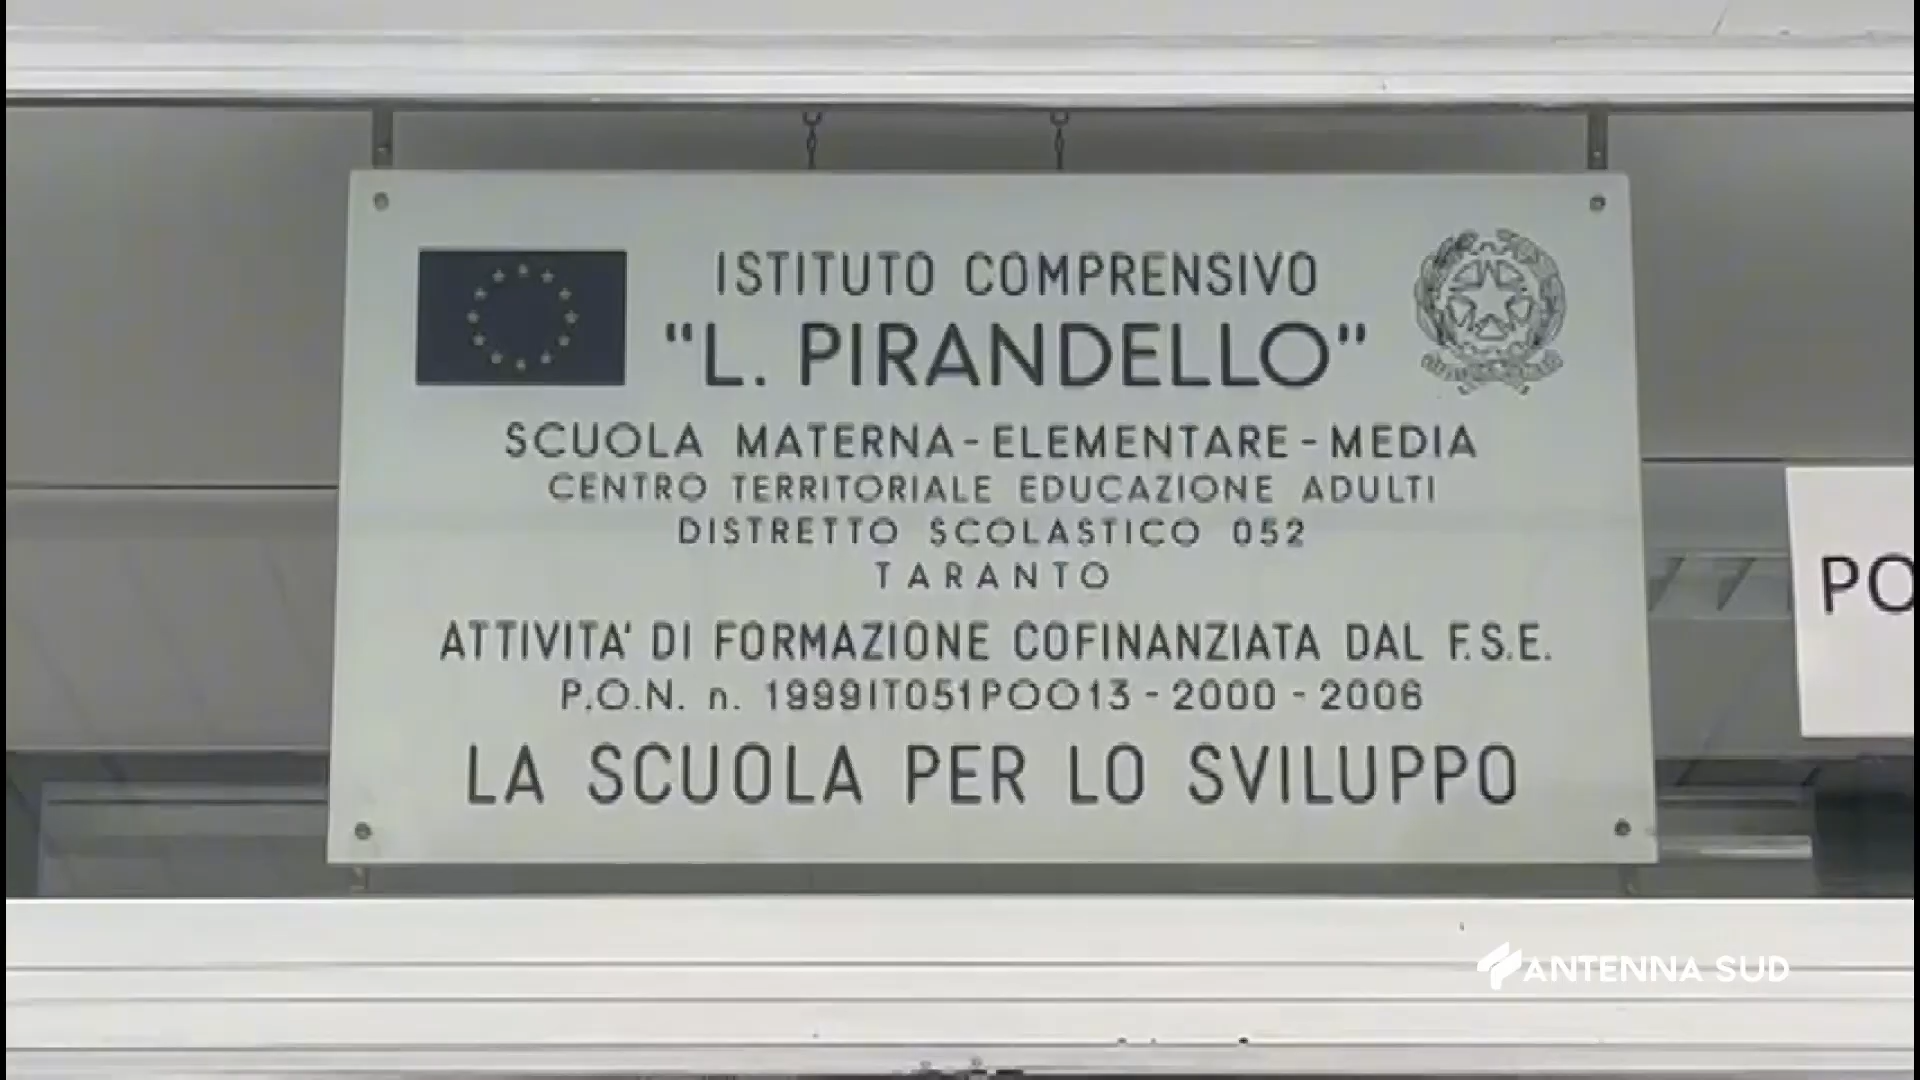 ISTITUTO COMPRENSIVO
"L. PIRANDELLO"
SCUOLA MATERNA-ELEMENTARE-MEDIA
CENTRO TERRITORIALE EDUCAZIONE ADULTI
DISTRETTO SCOLASTICO 052
TARANTO
ATTIVITA' DI FORMAZIONE COFINANZIATA DAL F.S.E.
P.O.N. n. 1999IT051POO13-2000-2006
LA SCUOLA PER LO SVILUPPO
PO
ANTENNA SUD